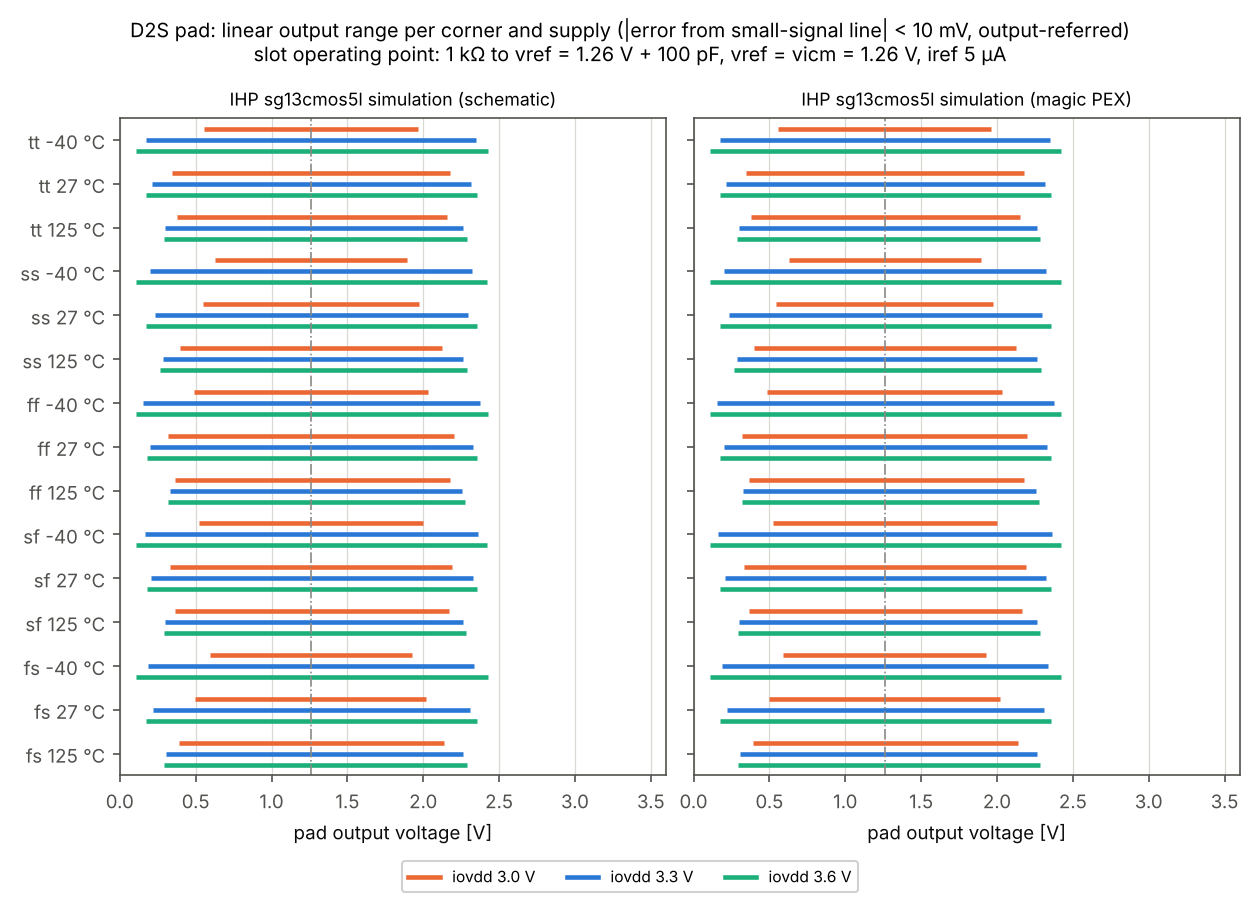 D2S pad: linear output range per corner and supply (|error from small-signal line| < 10 mV, output-referred)
slot operating point: 1 kΩ to vref = 1.26 V + 100 pF, vref = vicm = 1.26 V, iref 5 µA
IHP sg13cmos5l simulation (schematic)
IHP sg13cmos5l simulation (magic PEX)
tt -40 °C
tt 27 °C
tt 125 °C
ss -40 °C
ss 27 °C
ss 125 °C
ff -40 °C
ff 27 °C
ff 125 °C
sf -40 °C
sf 27 °C
sf 125 °C
fs -40 °C
fs 27 °C
fs 125 °C
0.0 0.5 1.0 1.5 2.0 2.5 3.0 3.5
0.0 0.5 1.0 1.5 2.0 2.5 3.0 3.5
pad output voltage [V]
pad output voltage [V]
iovdd 3.0 V
iovdd 3.3 V
iovdd 3.6 V